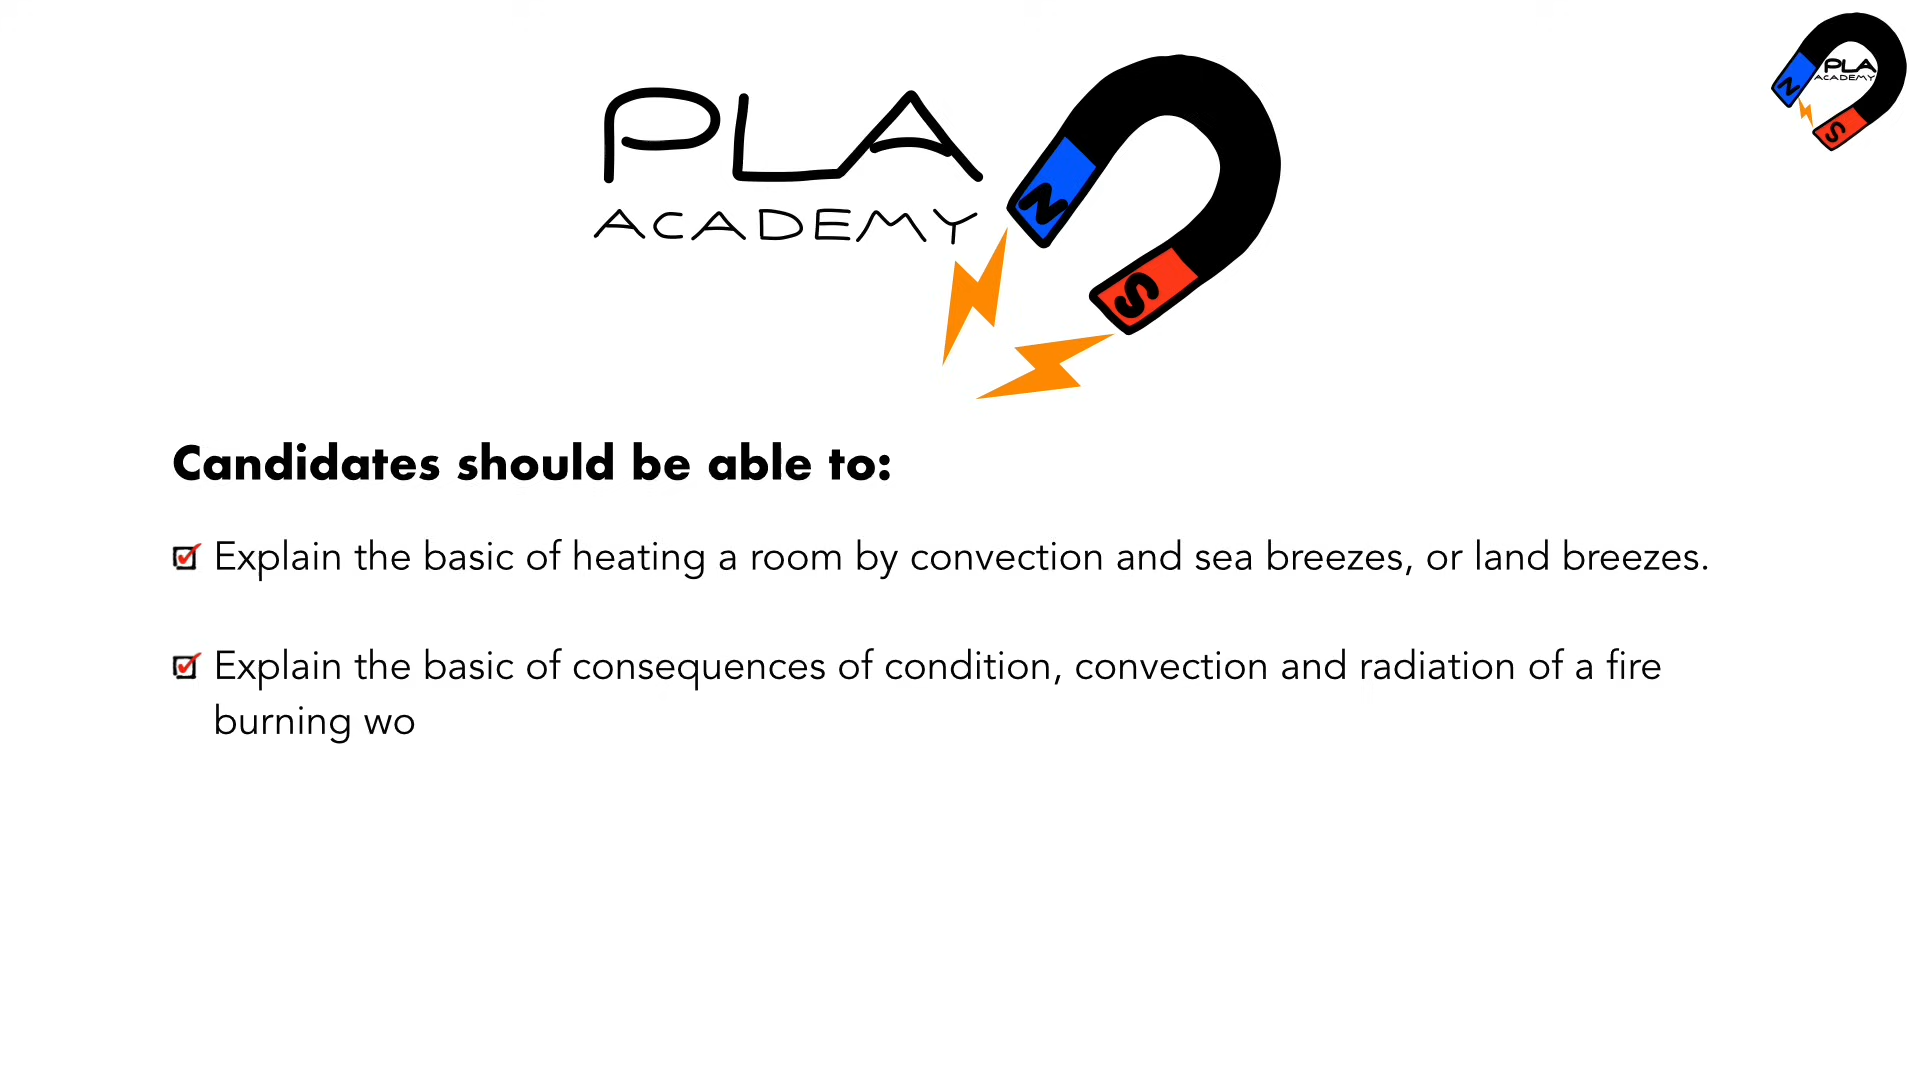 PLA
ACADEMY
N
S
PLA
ACADEMY
N
S
Candidates should be able to:
Explain the basic of heating a room by convection and sea breezes, or land breezes.
Explain the basic of consequences of condition, convection and radiation of a fire
burning wo